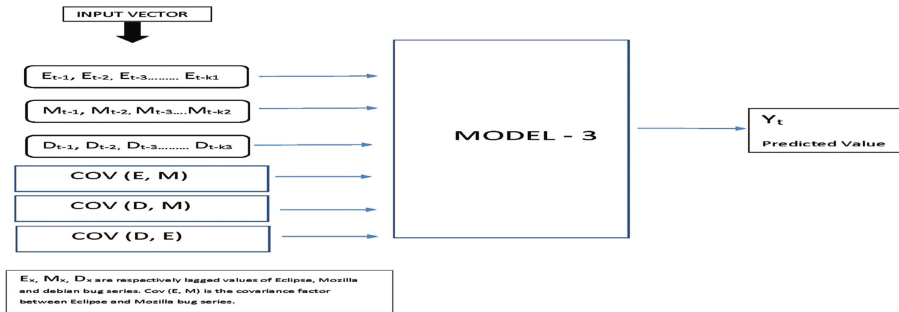 INPUT VECTOR
Eₜ₋₁, Eₜ₋₂, Eₜ₋₃........ Eₜ₋ₖ₁
Mₜ₋₁, Mₜ₋₂, Mₜ₋₃....Mₜ₋ₖ₂
Dₜ₋₁, Dₜ₋₂, Dₜ₋₃........ Dₜ₋ₖ₃
COV (E, M)
COV (D, M)
COV (D, E)
MODEL - 3
Yₜ
Predicted Value
Eₓ, Mₓ, Dₓ are respectively lagged values of Eclipse, Mozilla
and debian bug series. Cov (E, M) is the covariance factor
between Eclipse and Mozilla bug series.